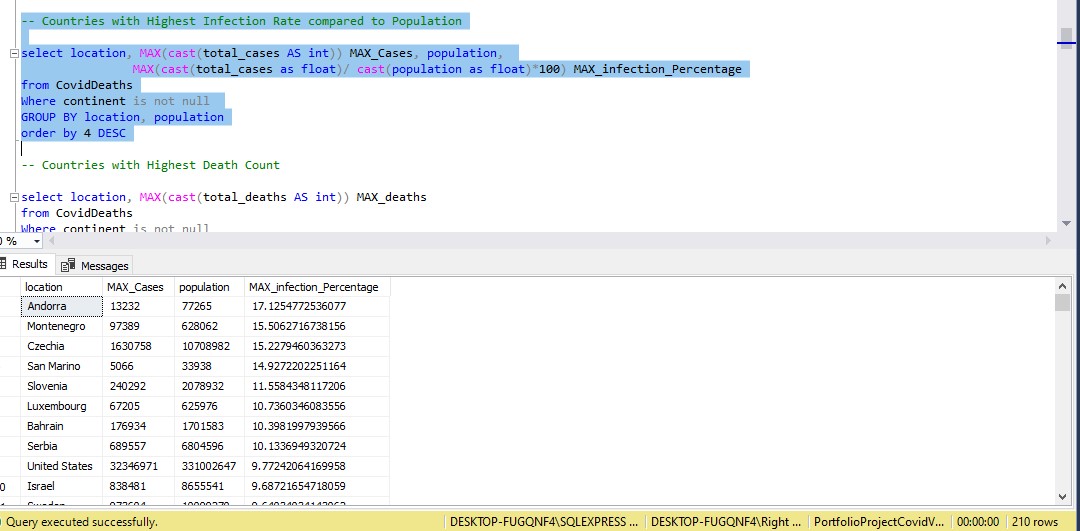 -- Countries with Highest Infection Rate compared to Population
select location, MAX(cast(total_cases AS int)) MAX_Cases, population,
MAX(cast(total_cases as float)/ cast(population as float)*100) MAX_infection_Percentage
from CovidDeaths
Where continent is not null
GROUP BY location, population
order by 4 DESC
-- Countries with Highest Death Count
select location, MAX(cast(total_deaths AS int)) MAX_deaths
from CovidDeaths
Where continent is not null
%
Results Messages
location MAX_Cases population MAX_infection_Percentage
Andorra 13232 77265 17.1254772536077
Montenegro 97389 628062 15.5062716738156
Czechia 1630758 10708982 15.2279460363273
San Marino 5066 33938 14.9272202251164
Slovenia 240292 2078932 11.5584348117206
Luxembourg 67205 625976 10.7360346083556
Bahrain 176934 1701583 10.3981997939566
Serbia 689557 6804596 10.1336949320724
United States 32346971 331002647 9.77242064169958
0 Israel 838481 8655541 9.68721654718059
Query executed successfully. DESKTOP-FUGQNF4\SQLEXPRESS ... DESKTOP-FUGQNF4\Right ... PortfolioProjectCovidV... 00:00:00 210 rows